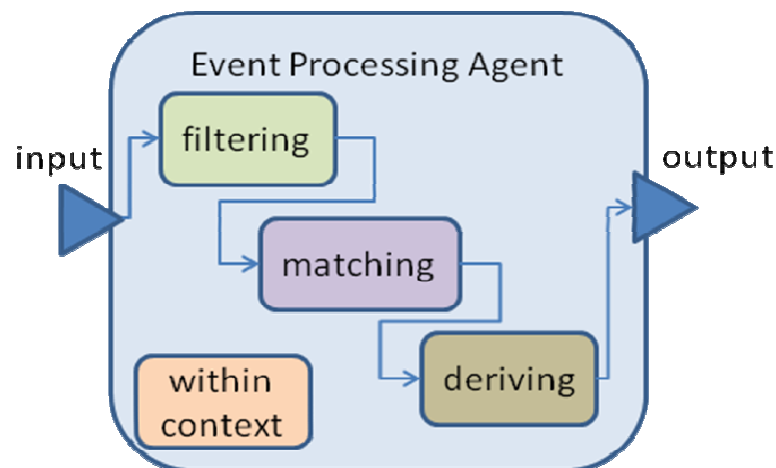 Event Processing Agent
filtering
input
output
matching
deriving
within
context